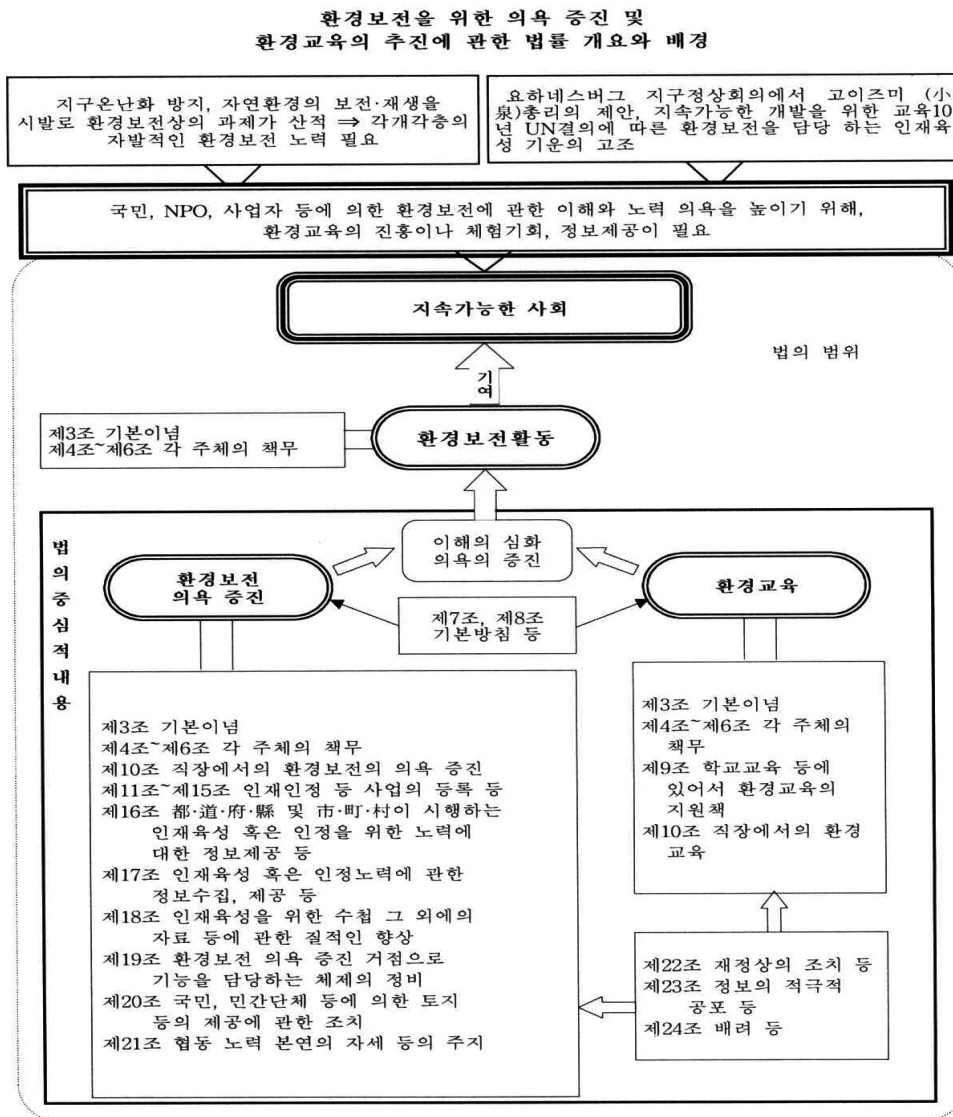 환경보전을 위한 의욕 증진 및
환경교육의 추진에 관한 법률 개요와 배경
지구온난화 방지, 자연환경의 보전·재생을
시발로 환경보전상의 과제가 산적 ⇒ 각개각층의
자발적인 환경보전 노력 필요
요하네스버그 지구정상회의에서 고이즈미 (小
泉)총리의 제안, 지속가능한 개발을 위한 교육10
년 UN결의에 따른 환경보전을 담당 하는 인재육
성 기운의 고조
국민, NPO, 사업자 등에 의한 환경보전에 관한 이해와 노력 의욕을 높이기 위해,
환경교육의 진흥이나 체험기회, 정보제공이 필요
지속가능한 사회
법의 범위
기여
제3조 기본이념
제4조~제6조 각 주체의 책무
환경보전활동
법의중심적내용
이해의 심화
의욕의 증진
환경보전
의욕 증진
환경교육
제7조, 제8조
기본방침 등
제3조 기본이념
제4조~제6조 각 주체의 책무
제10조 직장에서의 환경보전의 의욕 증진
제11조~제15조 인재인정 등 사업의 등록 등
제16조 都·道·府·縣 및 市·町·村이 시행하는
인재육성 혹은 인정을 위한 노력에
대한 정보제공 등
제17조 인재육성 혹은 인정노력에 관한
정보수집, 제공 등
제18조 인재육성을 위한 수첩 그 외에의
자료 등에 관한 질적인 향상
제19조 환경보전 의욕 증진 거점으로
기능을 담당하는 체제의 정비
제20조 국민, 민간단체 등에 의한 토지
등의 제공에 관한 조치
제21조 협동 노력 본연의 자세 등의 주지
제3조 기본이념
제4조~제6조 각 주체의
책무
제9조 학교교육 등에
있어서 환경교육의
지원책
제10조 직장에서의 환경
교육
제22조 재정상의 조치 등
제23조 정보의 적극적
공포 등
제24조 배려 등